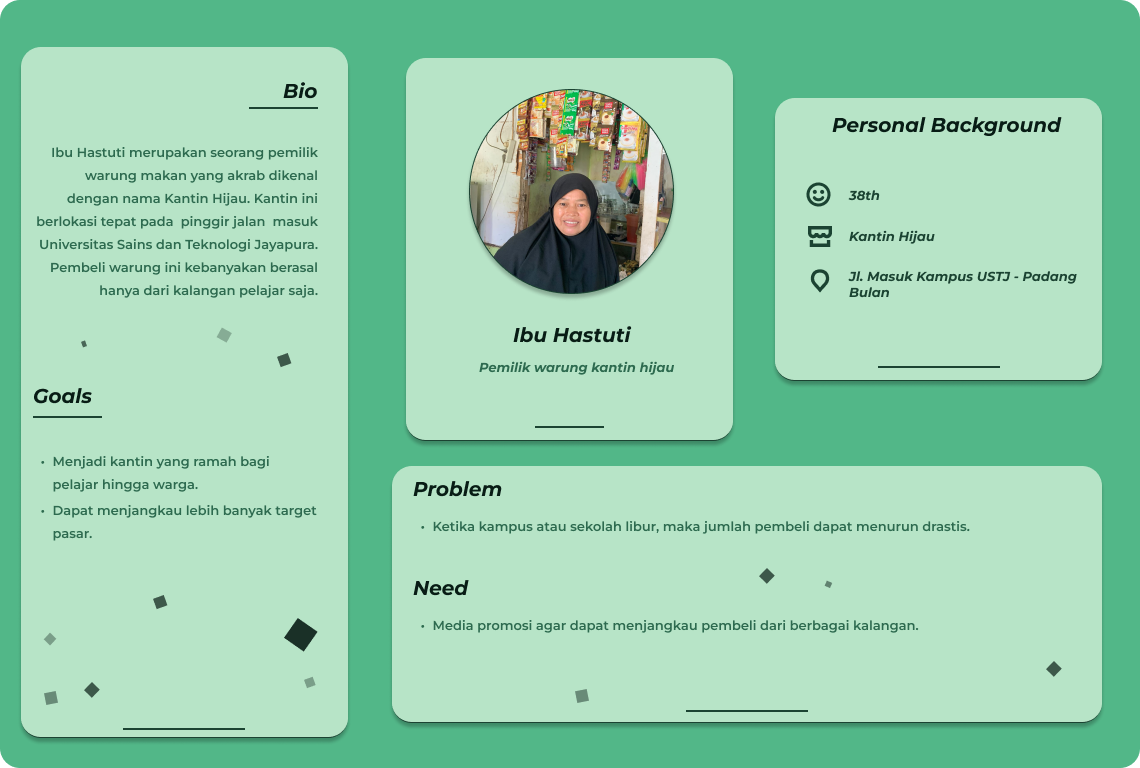 Bio
Ibu Hastuti merupakan seorang pemilik
warung makan yang akrab dikenal
dengan nama Kantin Hijau. Kantin ini
berlokasi tepat pada  pinggir jalan  masuk
Universitas Sains dan Teknologi Jayapura.
Pembeli warung ini kebanyakan berasal
hanya dari kalangan pelajar saja.
Goals
• Menjadi kantin yang ramah bagi
pelajar hingga warga.
• Dapat menjangkau lebih banyak target
pasar.
Ibu Hastuti
Pemilik warung kantin hijau
Personal Background
38th
Kantin Hijau
Jl. Masuk Kampus USTJ - Padang
Bulan
Problem
• Ketika kampus atau sekolah libur, maka jumlah pembeli dapat menurun drastis.
Need
• Media promosi agar dapat menjangkau pembeli dari berbagai kalangan.